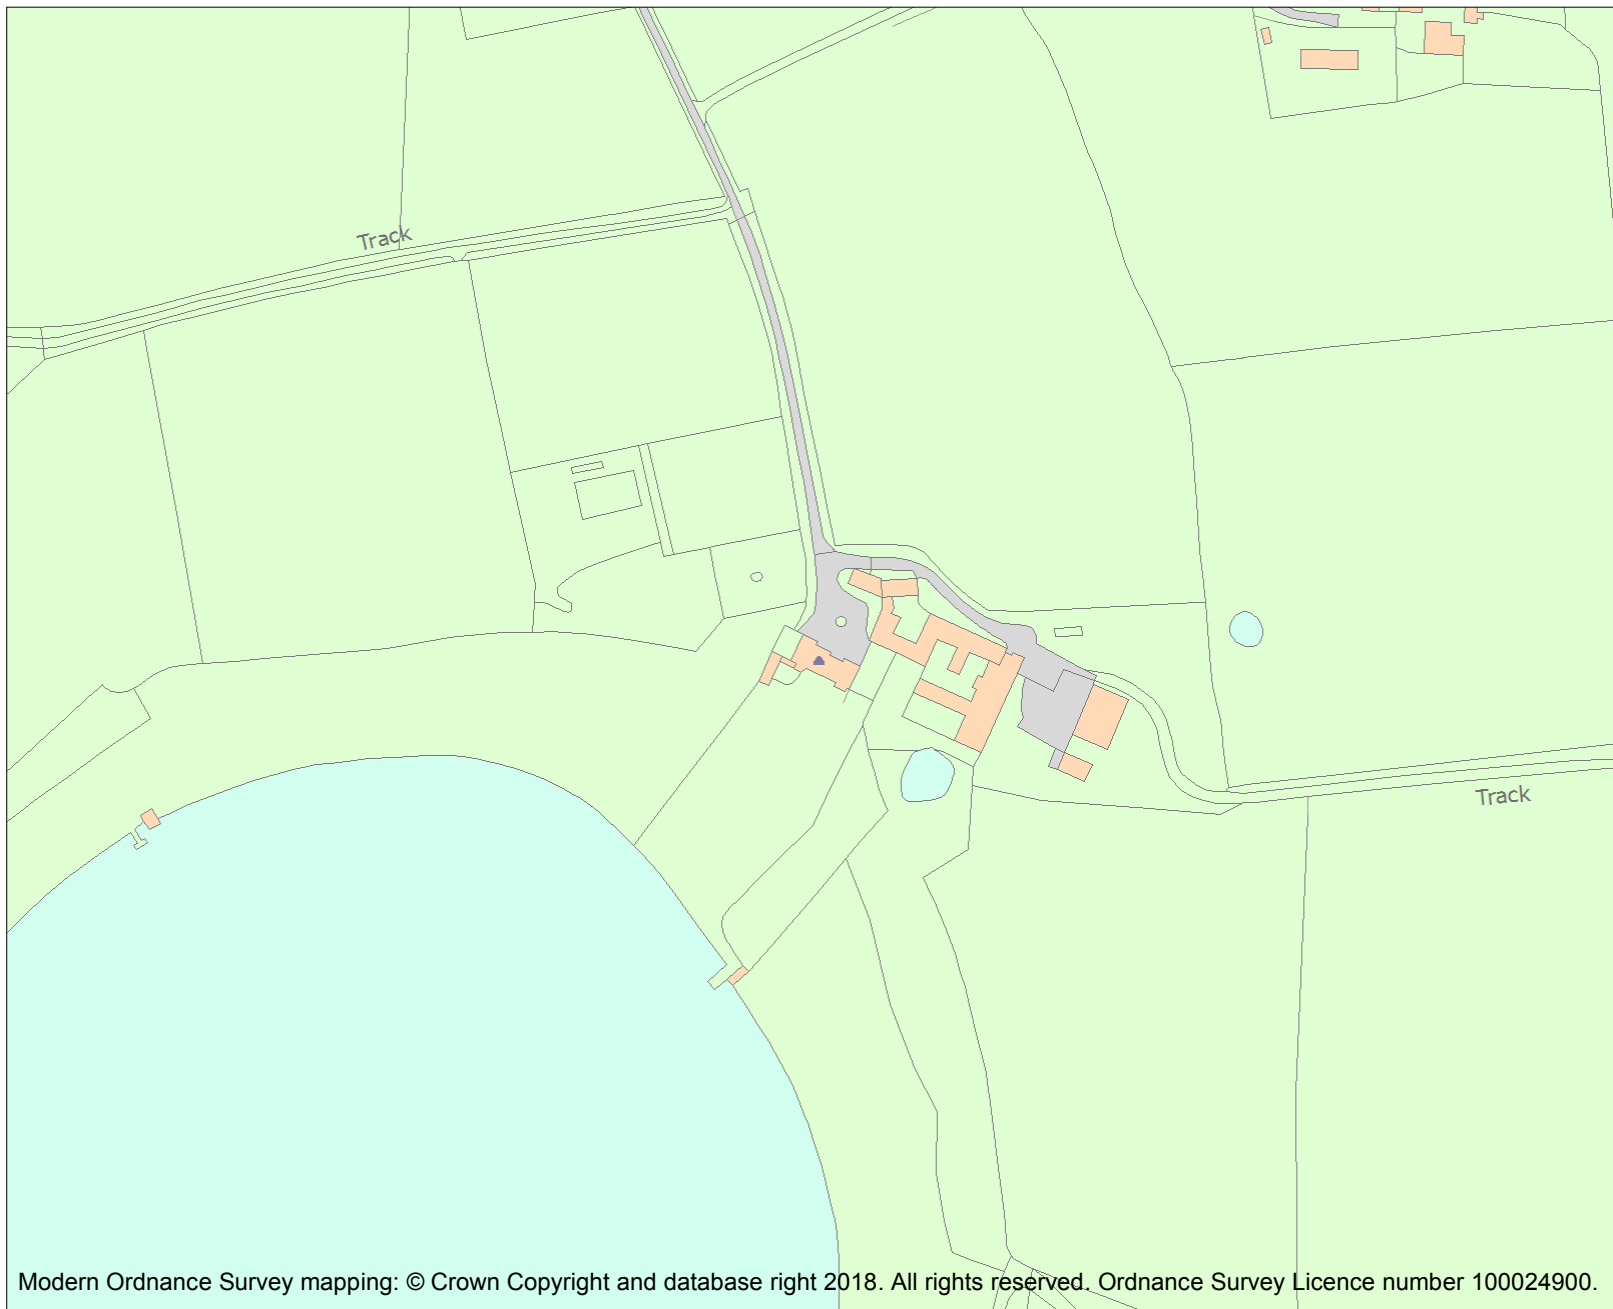 Track
Track
Modern Ordnance Survey mapping: © Crown Copyright and database right 2018. All rights reserved. Ordnance Survey Licence number 100024900.